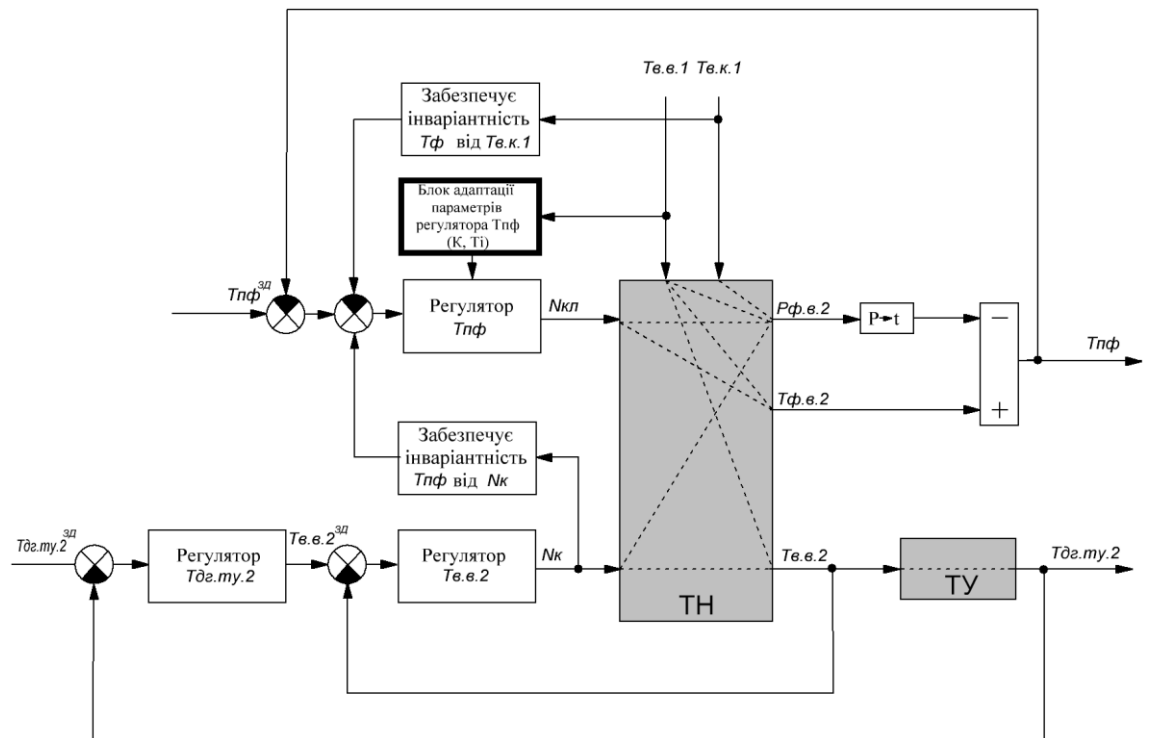 Тв.в.1 Тв.к.1
Забезпечує
інваріантність
Тф від Тв.к.1
Блок адаптації
параметрів
регулятора Тпф
(K, Ti)
Тпф^зд
Регулятор
Тпф
Nкл
Рф.в.2
P→t
−
Тпф
Тф.в.2
+
Забезпечує
інваріантність
Тпф від Nк
Тдг.ту.2^зд
Регулятор
Тдг.ту.2
Тв.в.2^зд
Регулятор
Тв.в.2
Nк
ТН
Тв.в.2
ТУ
Тдг.ту.2